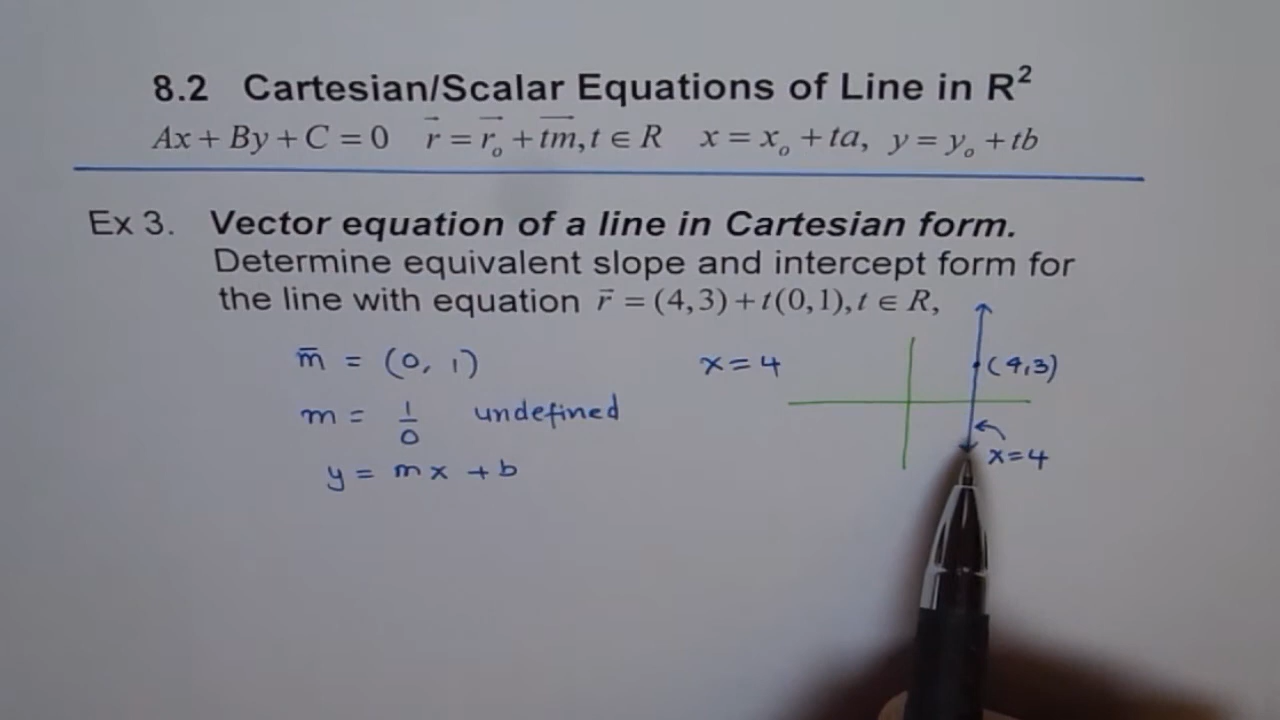 8.2 Cartesian/Scalar Equations of Line in R²
Ax + By + C = 0 r⃗ = r⃗ₒ + tm⃗, t ∈ R x = xₒ + ta, y = yₒ + tb
Ex 3. Vector equation of a line in Cartesian form.
Determine equivalent slope and intercept form for
the line with equation r⃗ = (4,3) + t(0,1), t ∈ R,
m̄ = (0, 1)
m = 1/0 undefined
y = mx + b
x = 4
(4,3)
x = 4